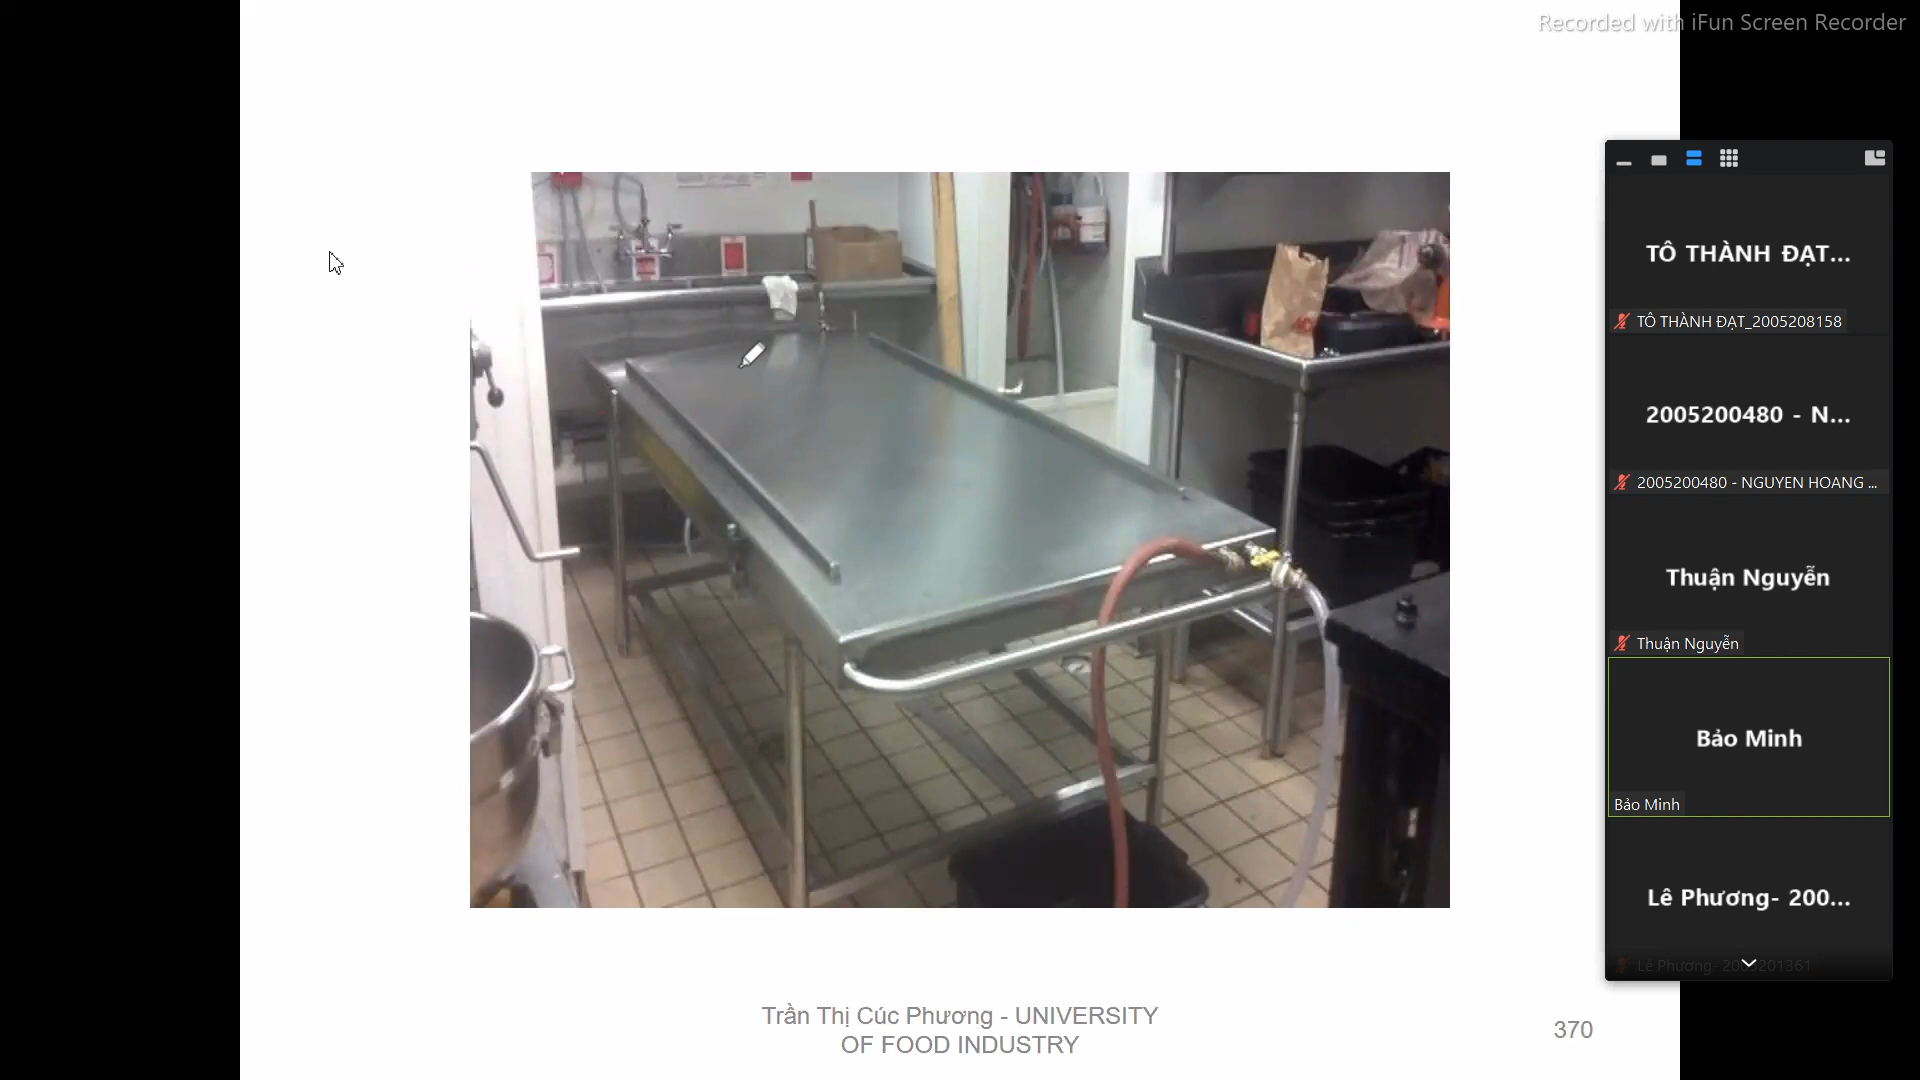 Recorded with iFun Screen Recorder
TÔ THÀNH ĐẠT...
TÔ THÀNH ĐẠT_2005208158
2005200480 - N...
2005200480 - NGUYEN HOANG ...
Thuận Nguyễn
Thuận Nguyễn
Bảo Minh
Bảo Minh
Lê Phương- 200...
Trần Thị Cúc Phương - UNIVERSITY
OF FOOD INDUSTRY
370